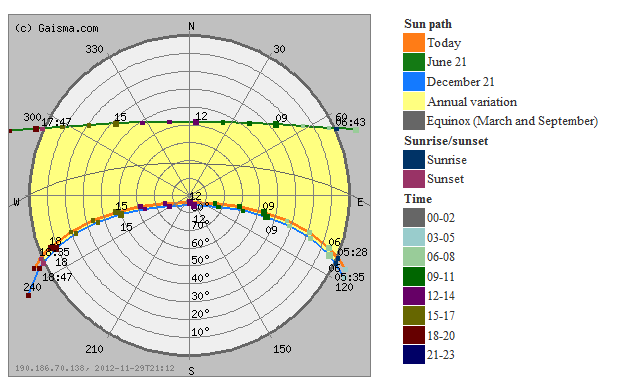 (c) Gaisma.com
N
330
30
300
17:47
15
12
09
60
06:43
W
E
12
80°
12
70°
60°
50°
40°
30°
20°
10°
15
15
09
09
18
18:35
18
18:47
240
06
05:28
06
05:35
120
210
150
S
190.186.70.138, 2012-11-29T21:12
Sun path
Today
June 21
December 21
Annual variation
Equinox (March and September)
Sunrise/sunset
Sunrise
Sunset
Time
00-02
03-05
06-08
09-11
12-14
15-17
18-20
21-23